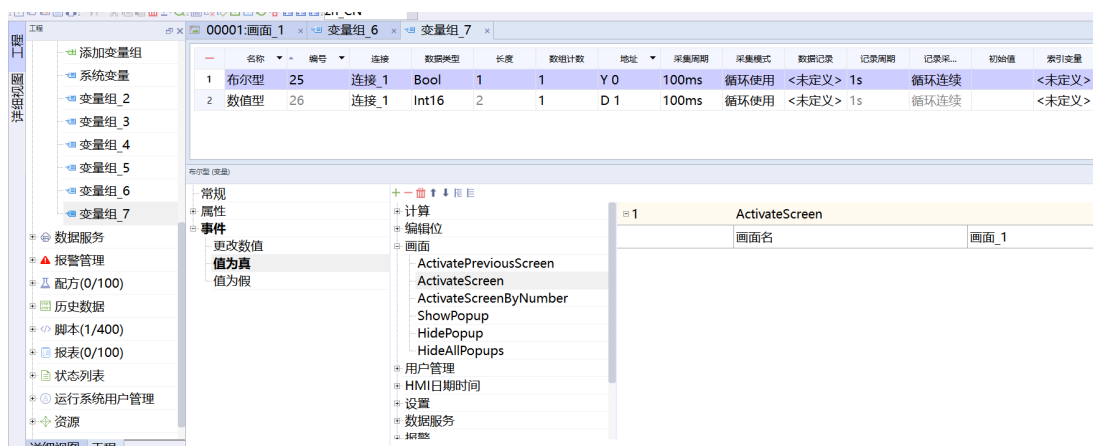 zh_CN
工程
00001:画面_1 × 变量组_6 × 变量组_7 ×
工程
详细视图
添加变量组
系统变量
变量组_2
变量组_3
变量组_4
变量组_5
变量组_6
变量组_7
数据服务
报警管理
配方(0/100)
历史数据
脚本(1/400)
报表(0/100)
状态列表
运行系统用户管理
资源
详细视图 工程
名称 编号 连接 数据类型 长度 数组计数 地址 采集周期 采集模式 数据记录 记录周期 记录采... 初始值 索引变量
1 布尔型 25 连接_1 Bool 1 1 Y 0 100ms 循环使用 <未定义> 1s 循环连续 <未定义>
2 数值型 26 连接_1 Int16 2 1 D 1 100ms 循环使用 <未定义> 1s 循环连续 <未定义>
布尔型 (变量)
常规
属性
事件
更改数值
值为真
值为假
计算
编辑位
画面
ActivatePreviousScreen
ActivateScreen
ActivateScreenByNumber
ShowPopup
HidePopup
HideAllPopups
用户管理
HMI日期时间
设置
数据服务
报警
1 ActivateScreen
画面名 画面_1